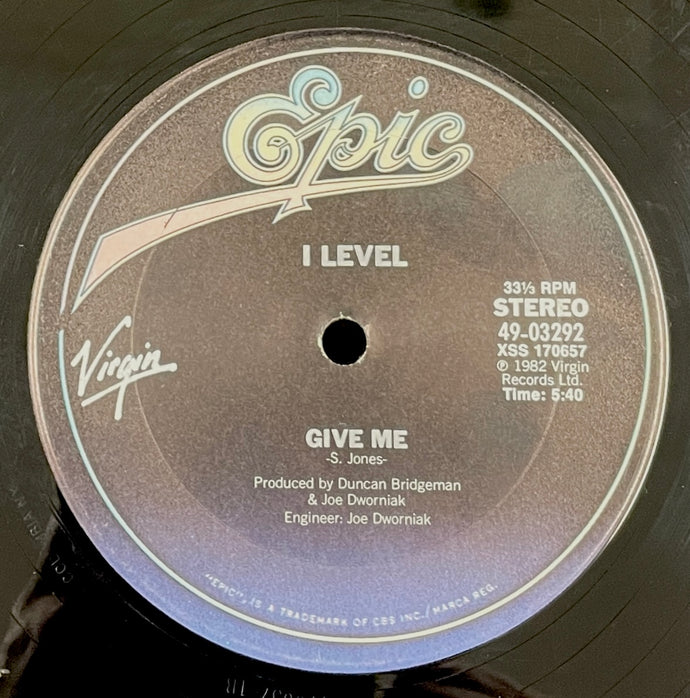 Epic
I LEVEL
33⅓ RPM
STEREO
49-03292
XSS 170657
℗ 1982 Virgin
Records Ltd.
Time: 5:40
Virgin
GIVE ME
-S. Jones-
Produced by Duncan Bridgeman
& Joe Dworniak
Engineer: Joe Dworniak
"EPIC", IS A TRADEMARK OF CBS INC./MARCA REG.